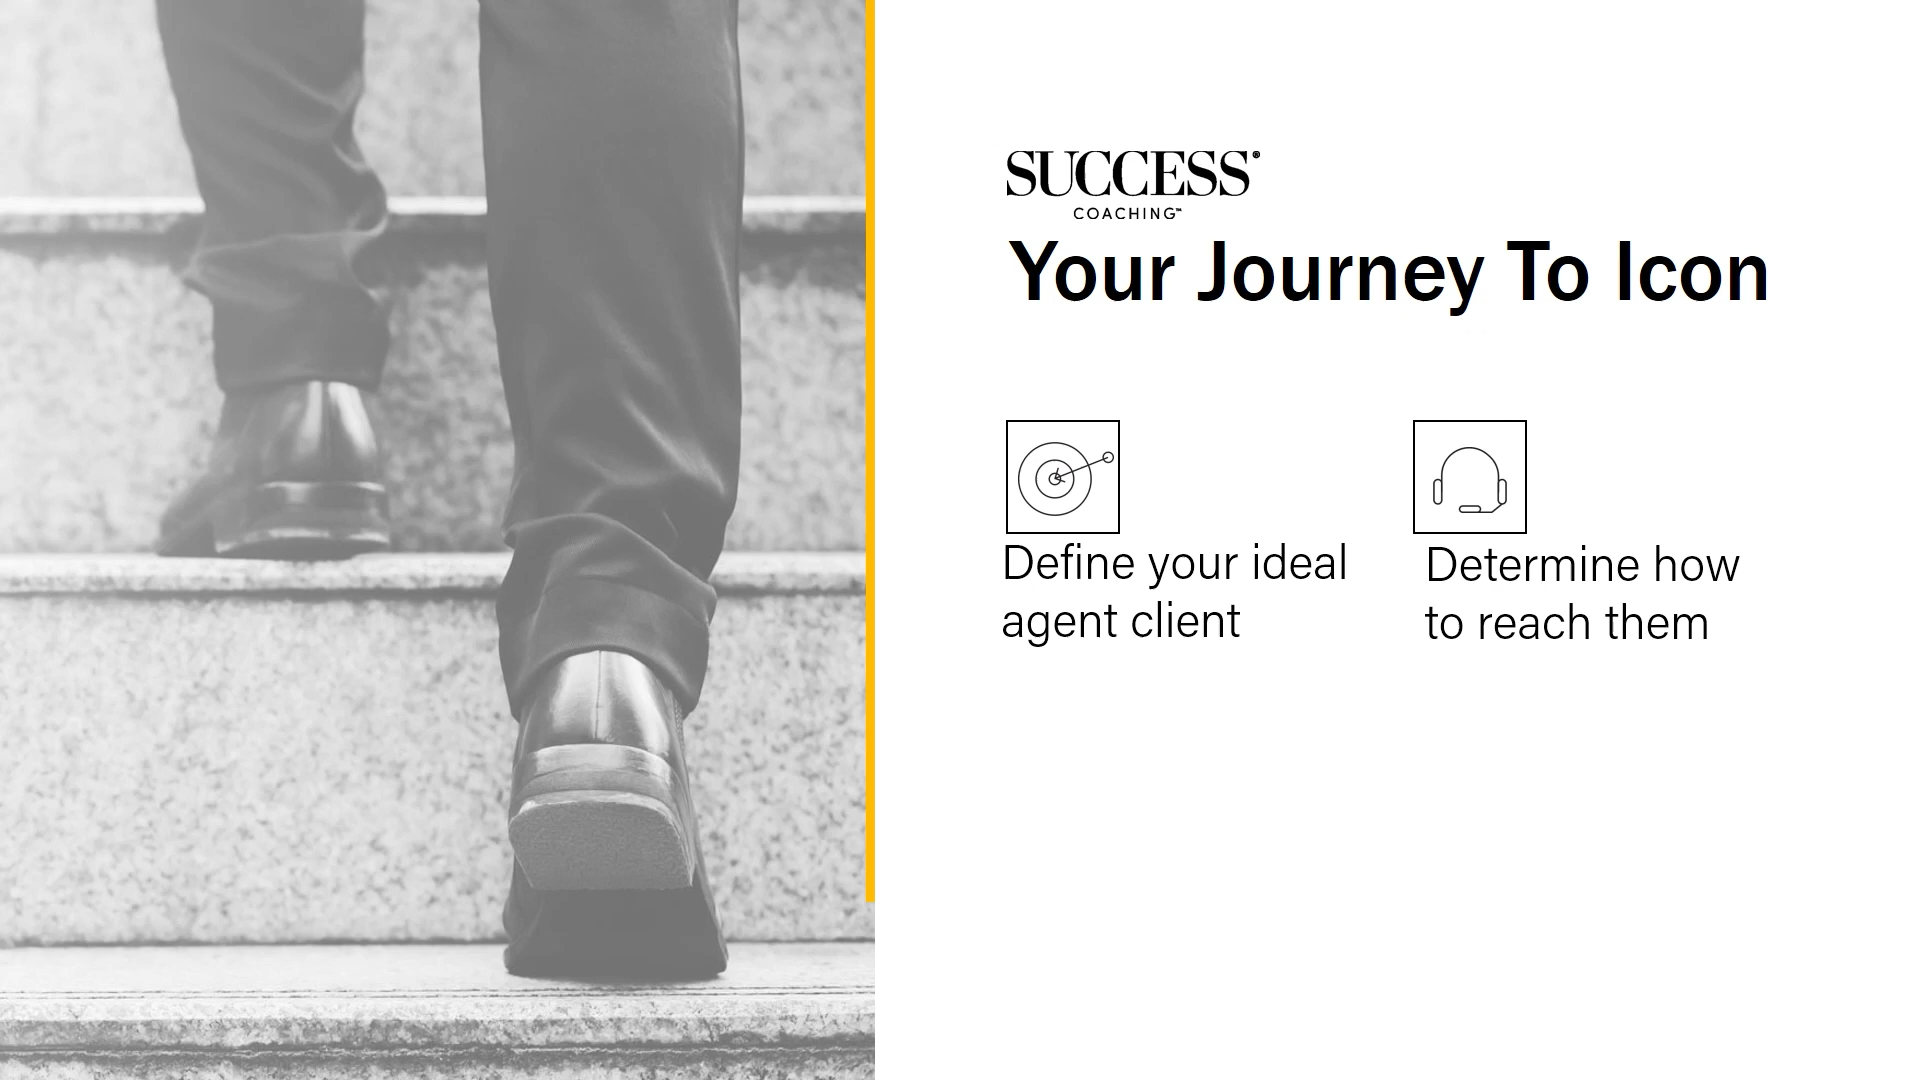 SUCCESS®
COACHING™
Your Journey To Icon
Define your ideal
agent client
Determine how
to reach them